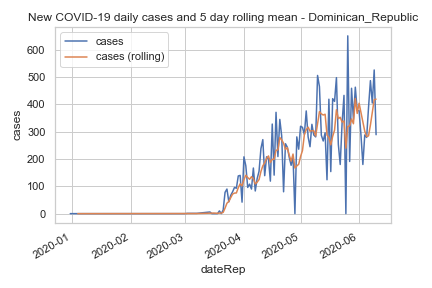 New COVID-19 daily cases and 5 day rolling mean - Dominican_Republic
cases
cases (rolling)
600
500
400
300
200
100
0
cases
2020-01
2020-02
2020-03
2020-04
2020-05
2020-06
dateRep